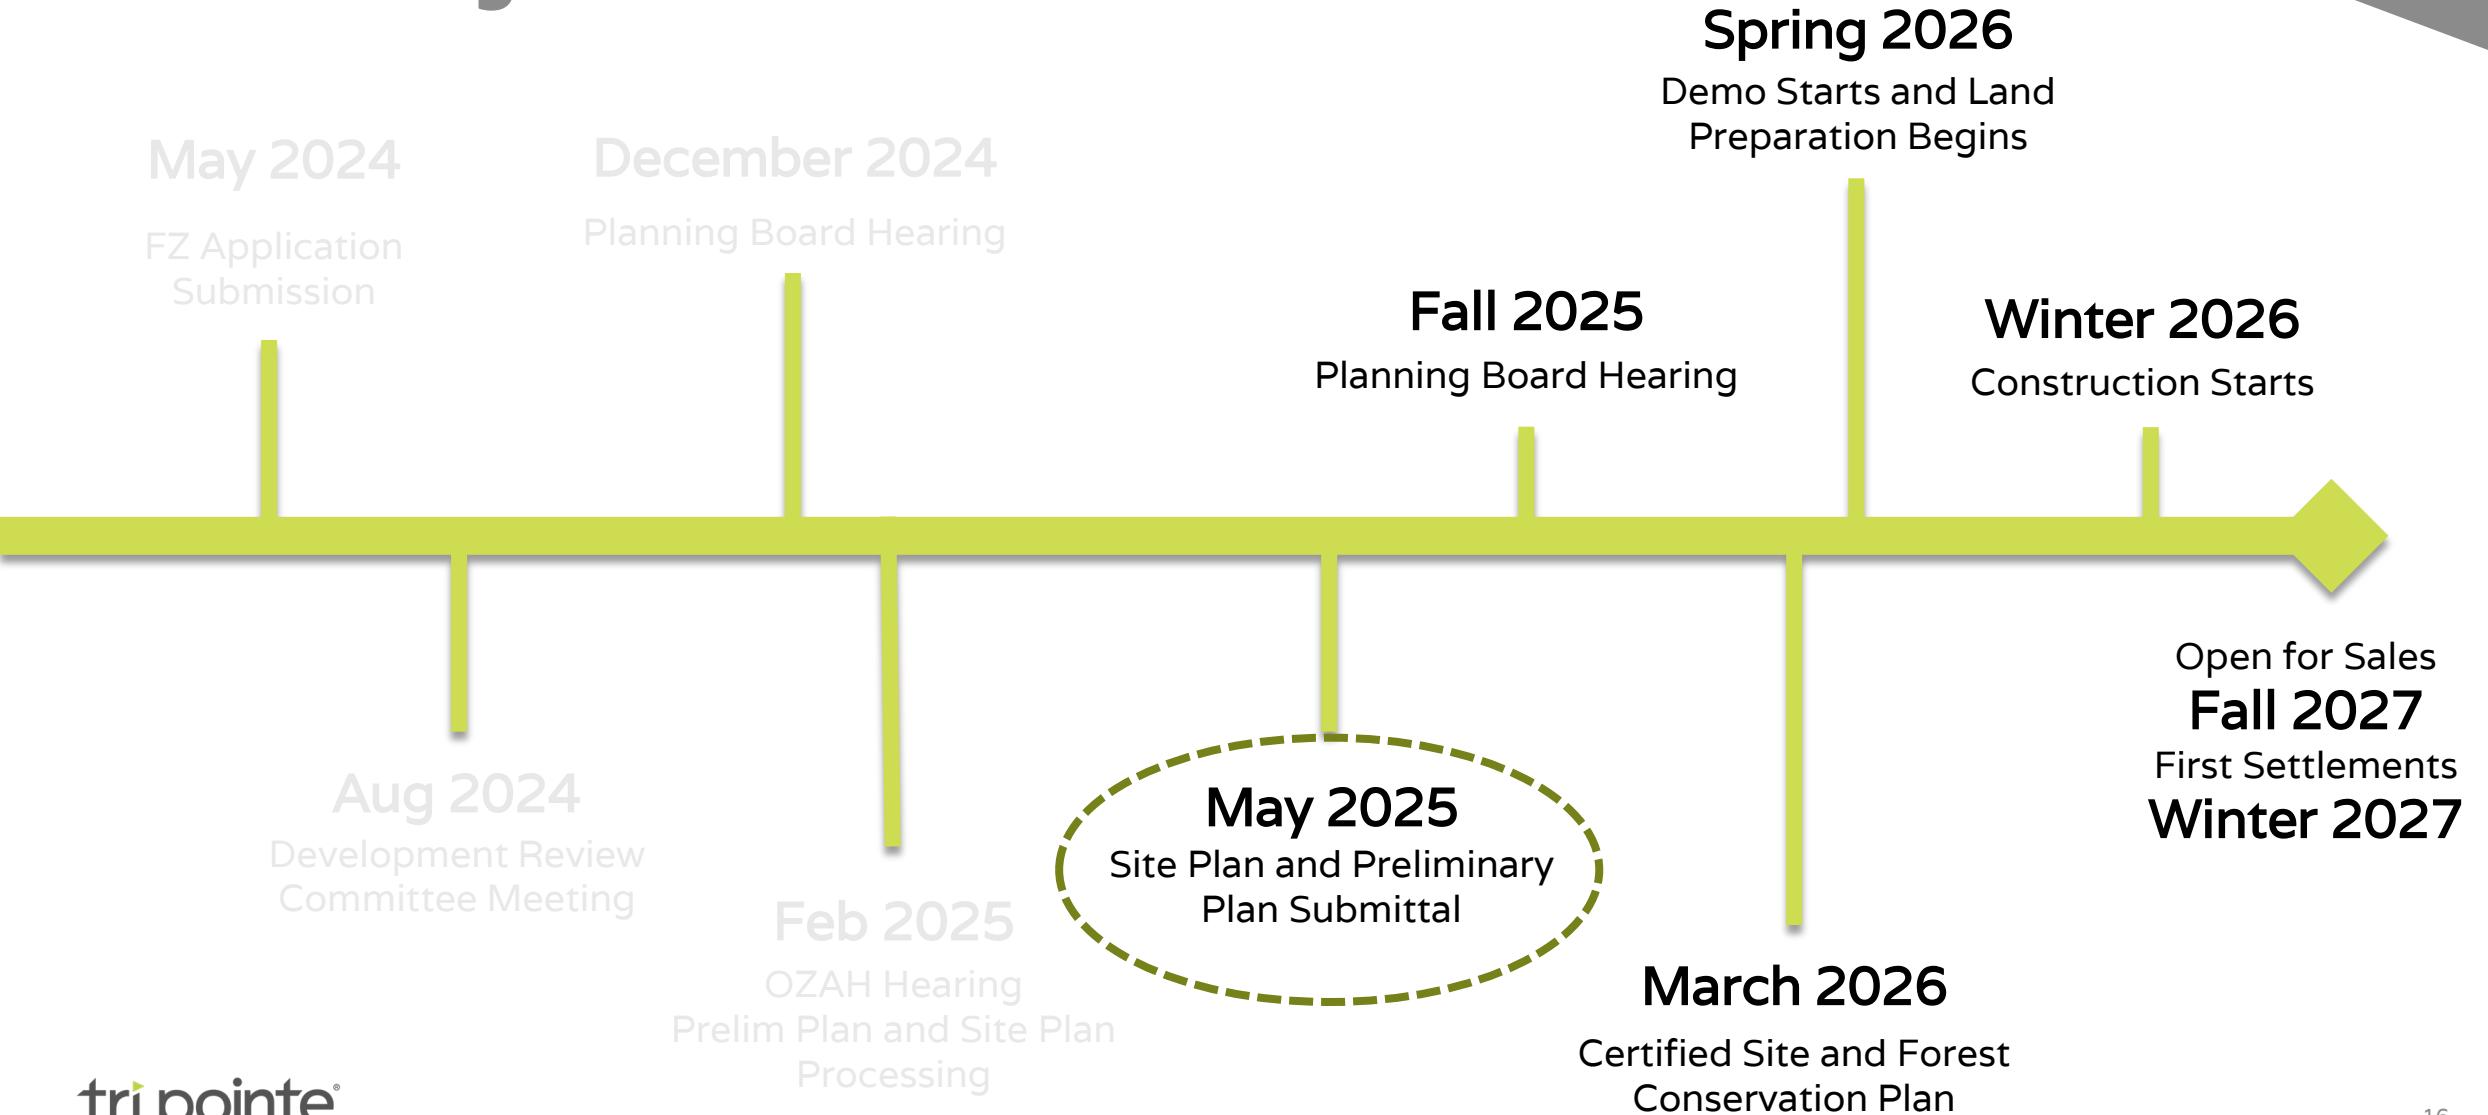 May 2024
FZ Application
Submission
December 2024
Planning Board Hearing
Spring 2026
Demo Starts and Land
Preparation Begins
Fall 2025
Planning Board Hearing
Winter 2026
Construction Starts
Aug 2024
Development Review
Committee Meeting
Feb 2025
OZAH Hearing
Prelim Plan and Site Plan
Processing
May 2025
Site Plan and Preliminary
Plan Submittal
March 2026
Certified Site and Forest
Conservation Plan
Open for Sales
Fall 2027
First Settlements
Winter 2027
tri pointe®
16